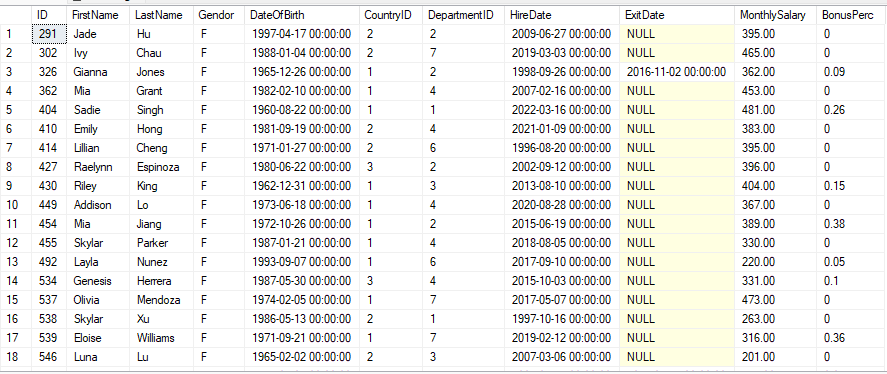 ID FirstName LastName Gendor DateOfBirth CountryID DepartmentID HireDate ExitDate MonthlySalary BonusPerc
1 291 Jade Hu F 1997-04-17 00:00:00 2 2 2009-06-27 00:00:00 NULL 395.00 0
2 302 Ivy Chau F 1988-01-04 00:00:00 2 7 2019-03-03 00:00:00 NULL 465.00 0
3 326 Gianna Jones F 1965-12-26 00:00:00 1 2 1998-09-26 00:00:00 2016-11-02 00:00:00 362.00 0.09
4 362 Mia Grant F 1982-02-10 00:00:00 1 4 2007-02-16 00:00:00 NULL 453.00 0
5 404 Sadie Singh F 1960-08-22 00:00:00 1 1 2022-03-16 00:00:00 NULL 481.00 0.26
6 410 Emily Hong F 1981-09-19 00:00:00 2 4 2021-01-09 00:00:00 NULL 383.00 0
7 414 Lillian Cheng F 1971-01-27 00:00:00 2 6 1996-08-20 00:00:00 NULL 395.00 0
8 427 Raelynn Espinoza F 1980-06-22 00:00:00 3 2 2002-09-12 00:00:00 NULL 396.00 0
9 430 Riley King F 1962-12-31 00:00:00 1 3 2013-08-10 00:00:00 NULL 404.00 0.15
10 449 Addison Lo F 1973-06-18 00:00:00 1 4 2020-08-28 00:00:00 NULL 367.00 0
11 454 Mia Jiang F 1972-10-26 00:00:00 1 2 2015-06-19 00:00:00 NULL 389.00 0.38
12 455 Skylar Parker F 1987-01-21 00:00:00 1 4 2018-08-05 00:00:00 NULL 330.00 0
13 492 Layla Nunez F 1993-09-07 00:00:00 1 6 2017-09-10 00:00:00 NULL 220.00 0.05
14 534 Genesis Herrera F 1987-05-30 00:00:00 3 4 2015-10-03 00:00:00 NULL 331.00 0.1
15 537 Olivia Mendoza F 1974-02-05 00:00:00 1 7 2017-05-07 00:00:00 NULL 473.00 0
16 538 Skylar Xu F 1986-05-13 00:00:00 2 1 1997-10-16 00:00:00 NULL 263.00 0
17 539 Eloise Williams F 1971-09-21 00:00:00 1 7 2019-02-12 00:00:00 NULL 316.00 0.36
18 546 Luna Lu F 1965-02-02 00:00:00 2 3 2007-03-06 00:00:00 NULL 201.00 0